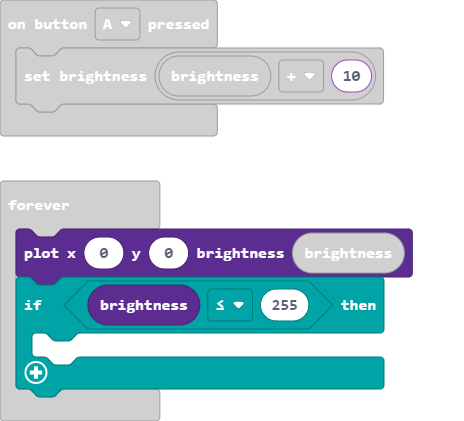 on button A pressed
set brightness brightness + 10
forever
plot x 0 y 0 brightness brightness
if brightness ≤ 255 then